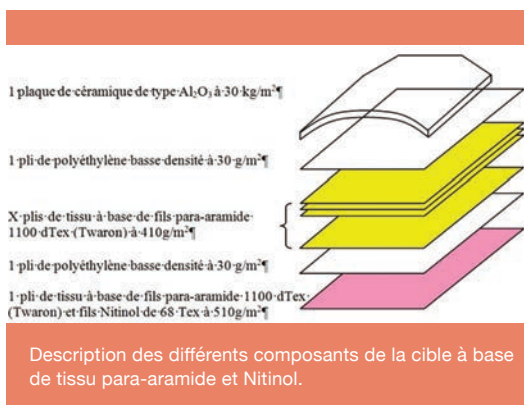 1·plaque·de·céramique·de·type·Al₂O₃·à·30·kg/m²¶
1·pli·de·polyéthylène·basse·densité·à·30·g/m²¶
X·plis·de·tissu·à·base·de·fils·para-aramide·
1100·dTex·(Twaron)·à·410g/m²¶
1·pli·de·polyéthylène·basse·densité·à·30·g/m²¶
1·pli·de·tissu·à·base·de·fils·para-aramide·1100·dTex·
(Twaron)·et·fils·Nitinol·de·68·Tex·à·510g/m²¶
Description des différents composants de la cible à base
de tissu para-aramide et Nitinol.